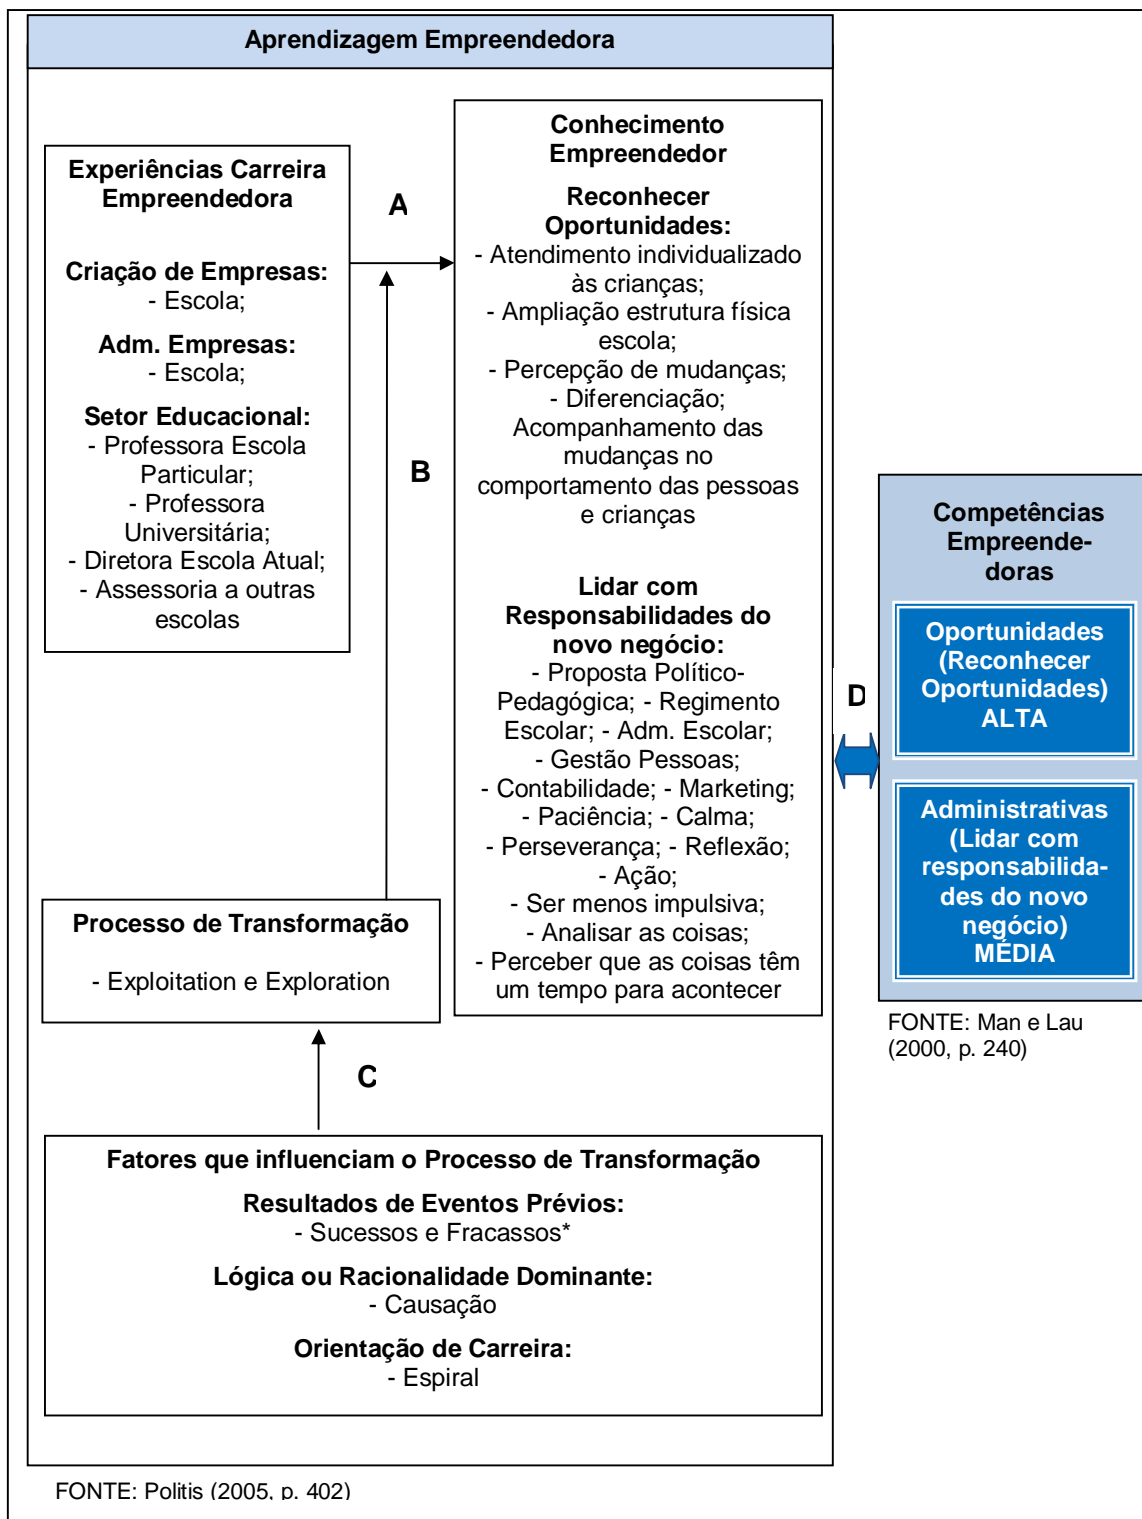 Aprendizagem Empreendedora
Experiências Carreira
Empreendedora
Criação de Empresas:
- Escola;
Adm. Empresas:
- Escola;
Setor Educacional:
- Professora Escola
Particular;
- Professora
Universitária;
- Diretora Escola Atual;
- Assessoria a outras
escolas
A
B
Conhecimento
Empreendedor
Reconhecer
Oportunidades:
- Atendimento individualizado
às crianças;
- Ampliação estrutura física
escola;
- Percepção de mudanças;
- Diferenciação;
Acompanhamento das
mudanças no
comportamento das pessoas
e crianças
Lidar com
Responsabilidades do
novo negócio:
- Proposta Político-
Pedagógica; - Regimento
Escolar; - Adm. Escolar;
- Gestão Pessoas;
- Contabilidade; - Marketing;
- Paciência; - Calma;
- Perseverança; - Reflexão;
- Ação;
- Ser menos impulsiva;
- Analisar as coisas;
- Perceber que as coisas têm
um tempo para acontecer
Processo de Transformação
- Exploitation e Exploration
C
Fatores que influenciam o Processo de Transformação
Resultados de Eventos Prévios:
- Sucessos e Fracassos*
Lógica ou Racionalidade Dominante:
- Causação
Orientação de Carreira:
- Espiral
FONTE: Politis (2005, p. 402)
D
Competências
Empreende-
doras
Oportunidades
(Reconhecer
Oportunidades)
ALTA
Administrativas
(Lidar com
responsabilida-
des do novo
negócio)
MÉDIA
FONTE: Man e Lau
(2000, p. 240)